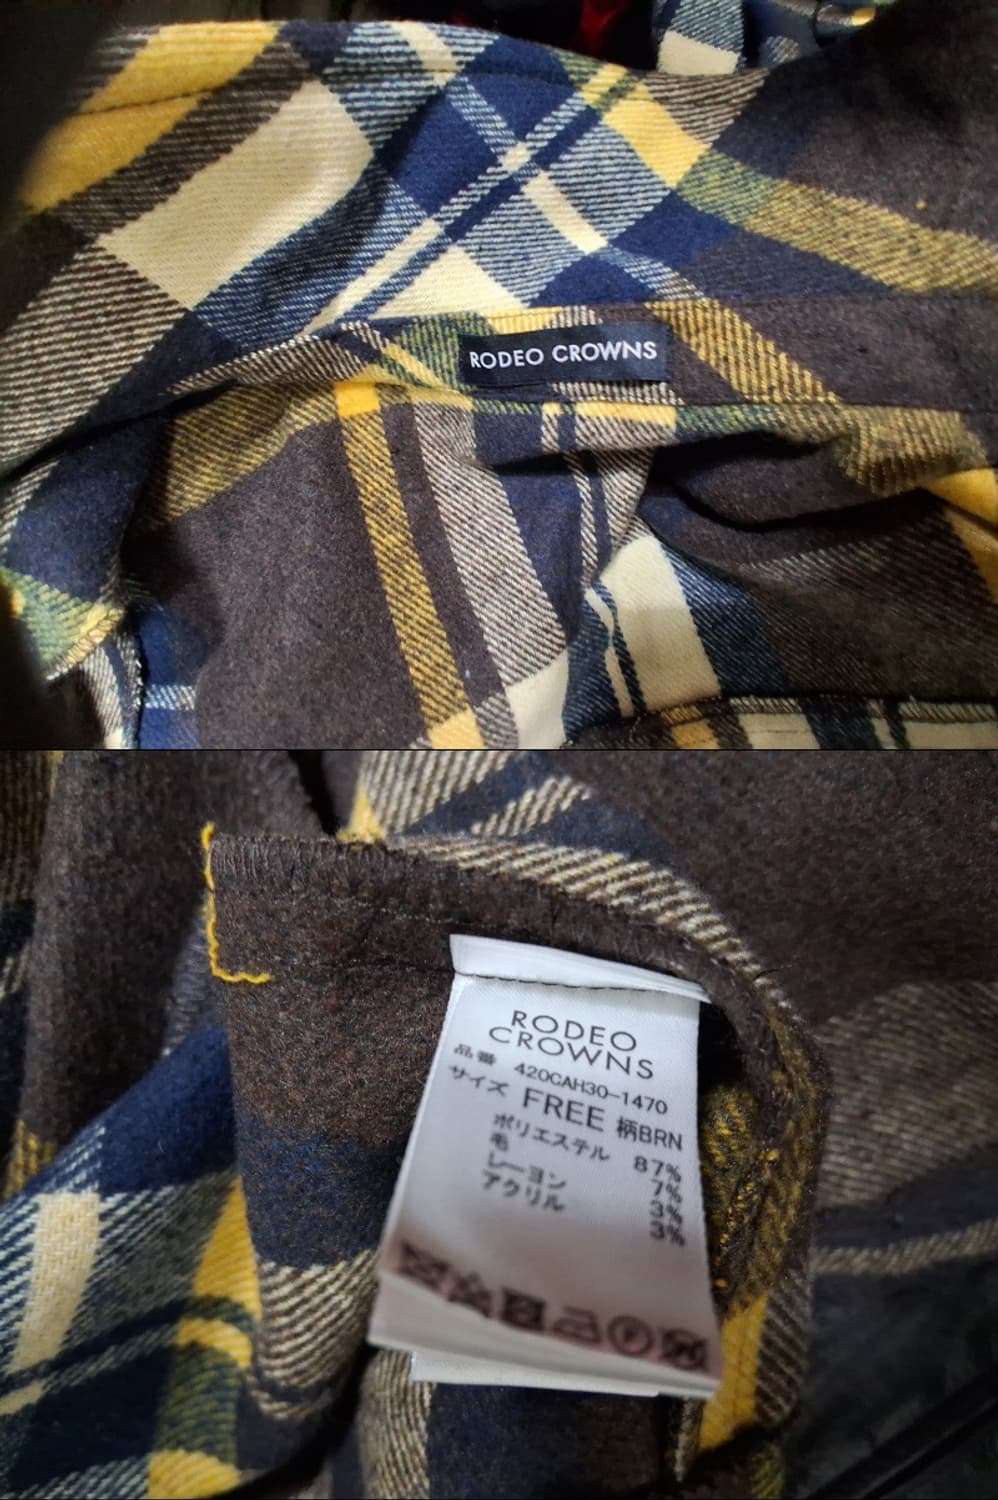 RODEO CROWNS
RODEO
CROWNS
品番 420CAH30-1470
サイズ FREE 柄BRN
ポリエステル 87%
毛 7%
レーヨン 3%
アクリル 3%